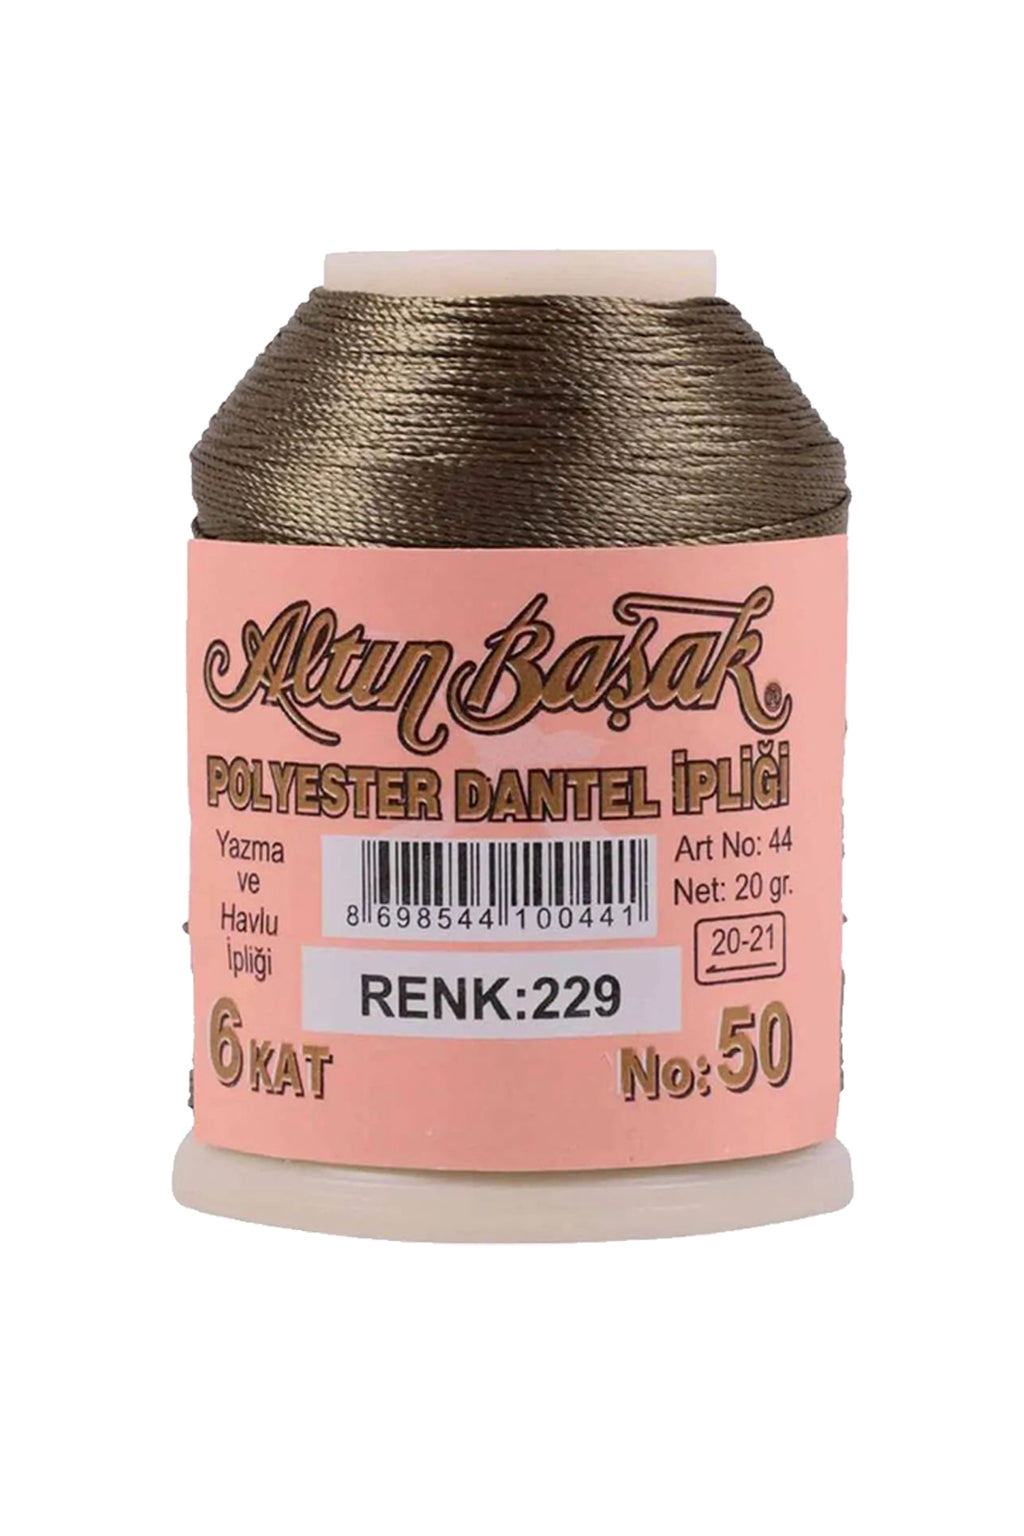 Altın Başak ®
POLYESTER DANTEL İPLİĞİ
Yazma
ve
Havlu
İpliği
8 698544 100441
Art No: 44
Net: 20 gr.
20-21
RENK:229
6 KAT
No: 50